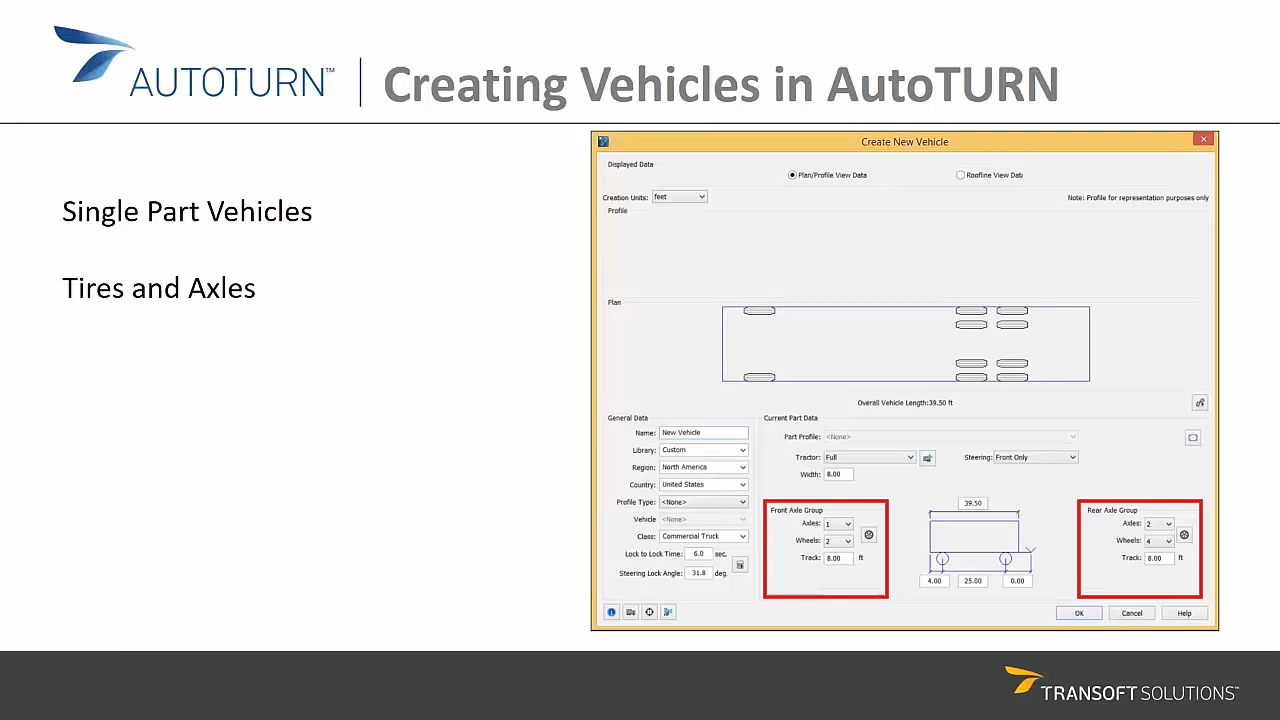 AUTOTURN™
Creating Vehicles in AutoTURN
Single Part Vehicles
Tires and Axles
Create New Vehicle
Displayed Data
Plan/Profile View Data
Roofline View Data
Creation Units: feet
Note: Profile for representation purposes only
Profile
Plan
Overall Vehicle Length:39.50 ft
General Data
Name: New Vehicle
Library: Custom
Region: North America
Country: United States
Profile Type: <None>
Vehicle <None>
Class: Commercial Truck
Lock to Lock Time: 6.0 sec.
Steering Lock Angle: 31.8 deg.
Current Part Data
Part Profile: <None>
Tractor: Full
Steering: Front Only
Width: 8.00
Front Axle Group
Axles: 1
Wheels: 2
Track: 8.00 ft
39.50
4.00 25.00 0.00
Rear Axle Group
Axles: 2
Wheels: 4
Track: 8.00 ft
OK Cancel Help
TRANSOFT SOLUTIONS™